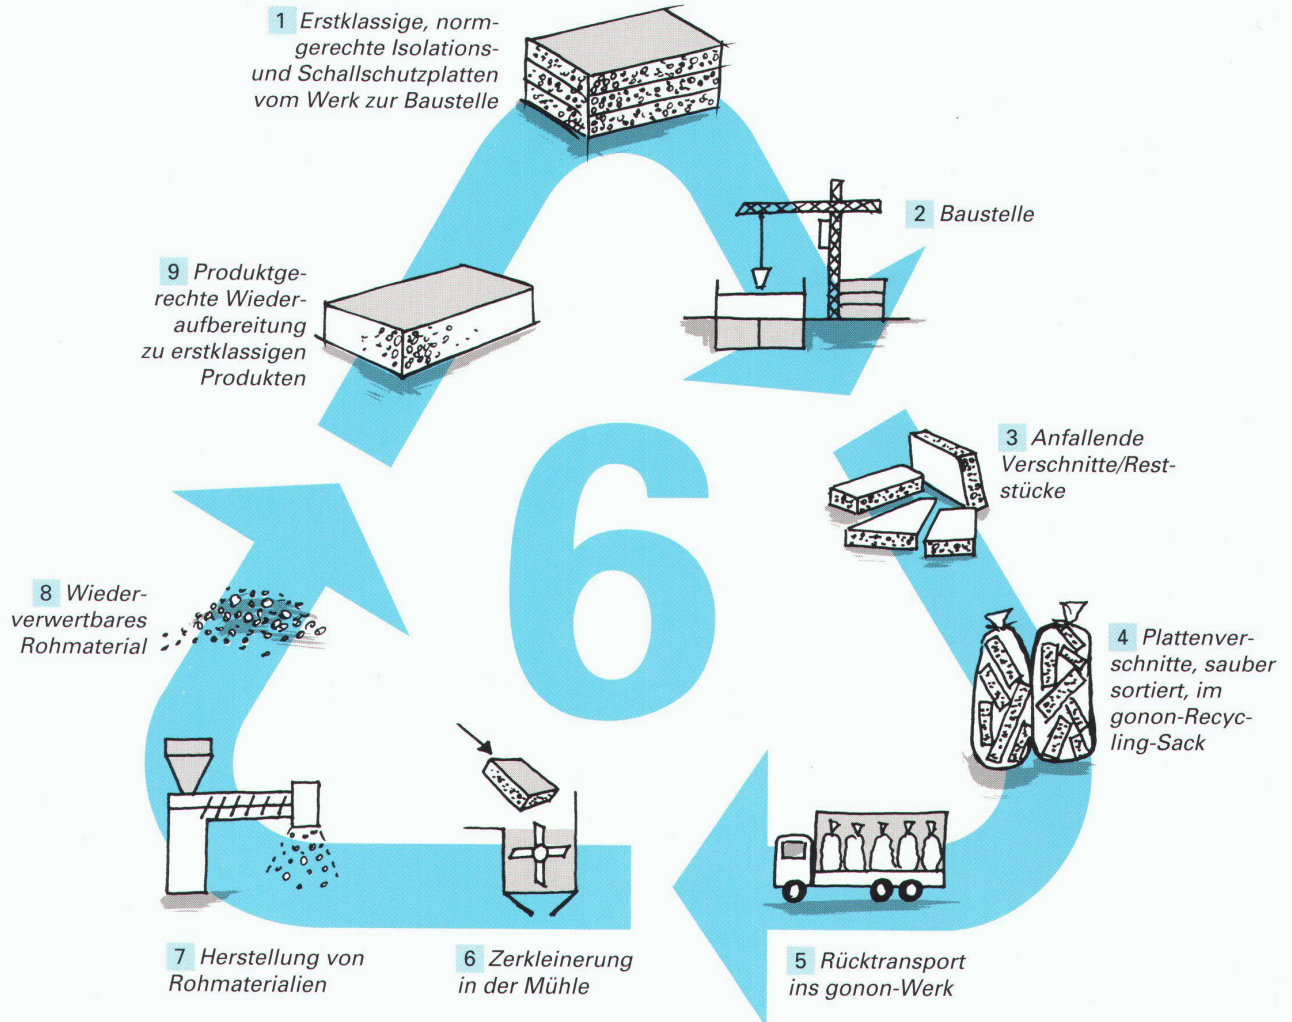 1 Erstklassige, norm-
gerechte Isolations-
und Schallschutzplatten
vom Werk zur Baustelle
2 Baustelle
3 Anfallende
Verschnitte/Rest-
stücke
4 Plattenver-
schnitte, sauber
sortiert, im
gonon-Recyc-
ling-Sack
5 Rücktransport
ins gonon-Werk
6 Zerkleinerung
in der Mühle
7 Herstellung von
Rohmaterialien
8 Wieder-
verwertbares
Rohmaterial
9 Produktge-
rechte Wieder-
aufbereitung
zu erstklassigen
Produkten
6